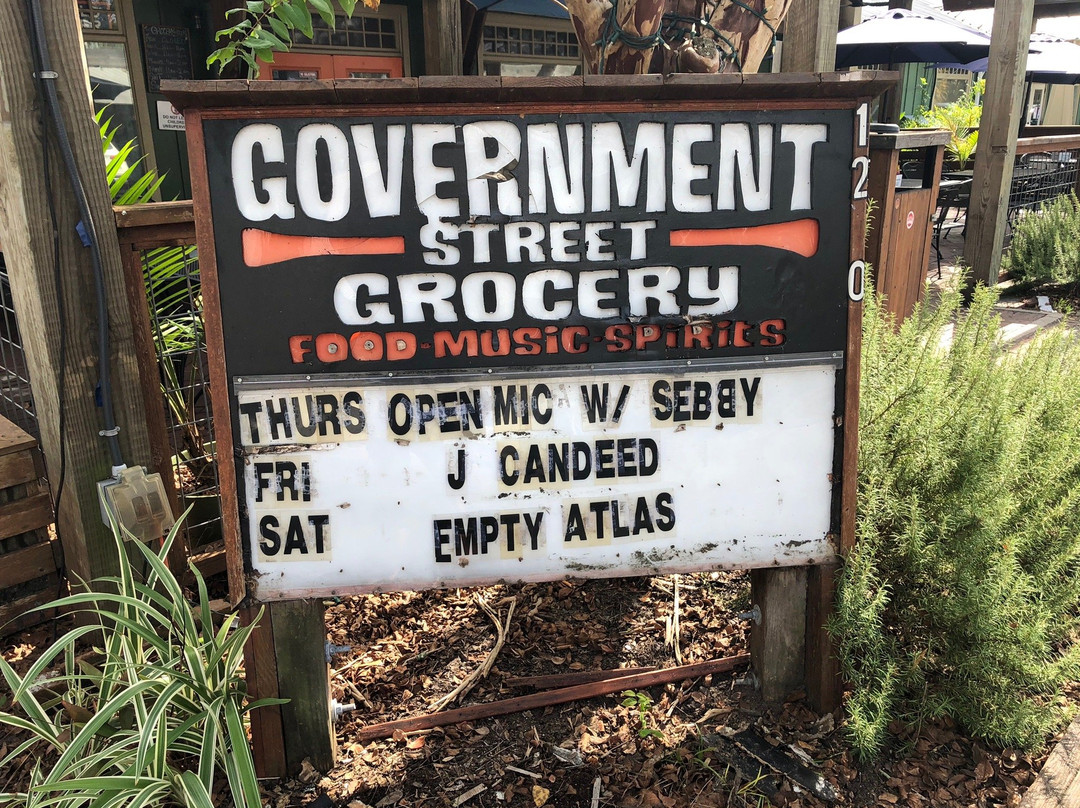 GOVERNMENT
STREET
GROCERY
FOOD-MUSIC-SPIRITS
120
THURS OPEN MIC W/ SEBBY
FRI J CANDEED
SAT EMPTY ATLAS